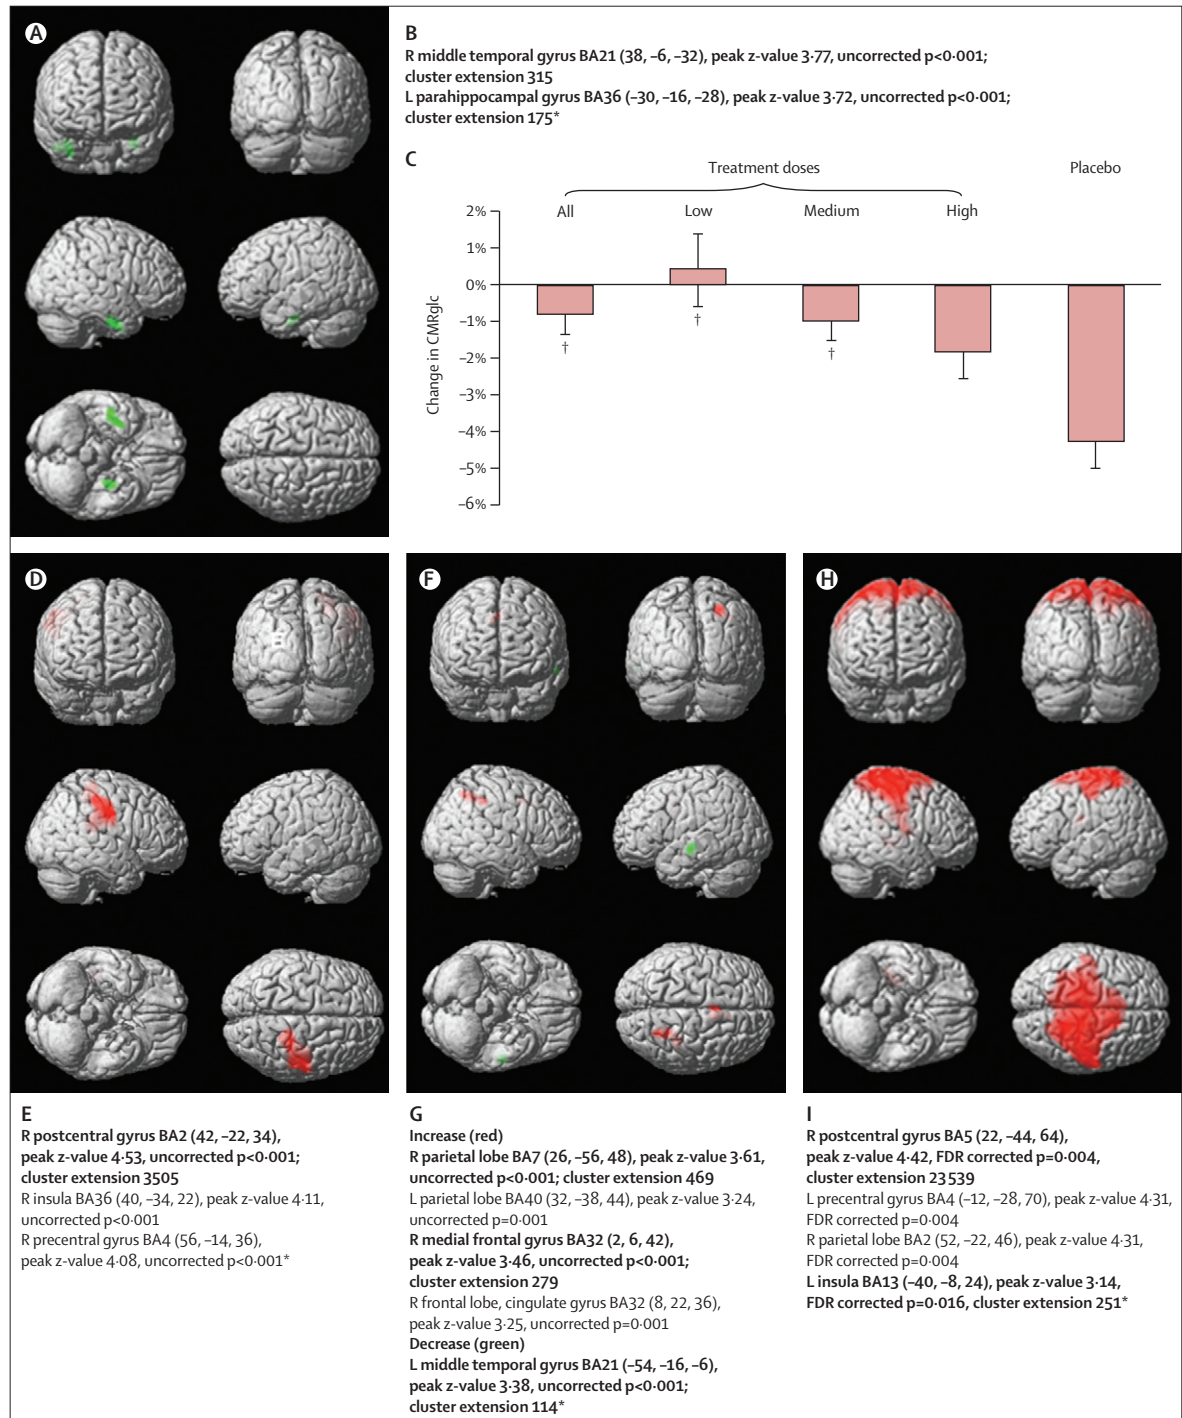 A
B
R middle temporal gyrus BA21 (38, –6, –32), peak z-value 3·77, uncorrected p<0·001;
cluster extension 315
L parahippocampal gyrus BA36 (–30, –16, –28), peak z-value 3·72, uncorrected p<0·001;
cluster extension 175*
C
Treatment doses
Placebo
All
Low
Medium
High
2%
1%
0%
–1%
–2%
–3%
–4%
–5%
–6%
Change in CMRglc
†
†
†
D
E
F
H
E
R postcentral gyrus BA2 (42, –22, 34),
peak z-value 4·53, uncorrected p<0·001;
cluster extension 3505
R insula BA36 (40, –34, 22), peak z-value 4·11,
uncorrected p<0·001
R precentral gyrus BA4 (56, –14, 36),
peak z-value 4·08, uncorrected p<0·001*
G
Increase (red)
R parietal lobe BA7 (26, –56, 48), peak z-value 3·61,
uncorrected p<0·001; cluster extension 469
L parietal lobe BA40 (32, –38, 44), peak z-value 3·24,
uncorrected p=0·001
R medial frontal gyrus BA32 (2, 6, 42),
peak z-value 3·46, uncorrected p<0·001;
cluster extension 279
R frontal lobe, cingulate gyrus BA32 (8, 22, 36),
peak z-value 3·25, uncorrected p=0·001
Decrease (green)
L middle temporal gyrus BA21 (–54, –16, –6),
peak z-value 3·38, uncorrected p<0·001;
cluster extension 114*
I
R postcentral gyrus BA5 (22, –44, 64),
peak z-value 4·42, FDR corrected p=0·004,
cluster extension 23 539
L precentral gyrus BA4 (–12, –28, 70), peak z-value 4·31,
FDR corrected p=0·004
R parietal lobe BA2 (52, –22, 46), peak z-value 4·31,
FDR corrected p=0·004
L insula BA13 (–40, –8, 24), peak z-value 3·14,
FDR corrected p=0·016, cluster extension 251*